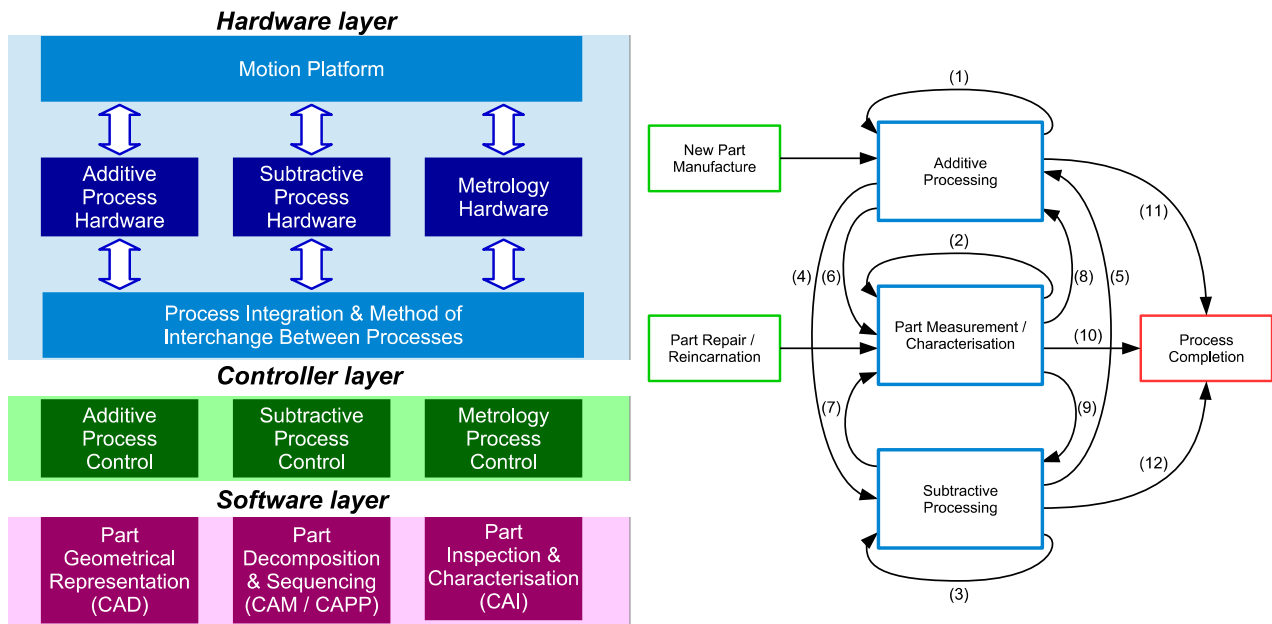 Hardware layer
Motion Platform
Additive
Process
Hardware
Subtractive
Process
Hardware
Metrology
Hardware
Process Integration & Method of
Interchange Between Processes
Controller layer
Additive
Process
Control
Subtractive
Process
Control
Metrology
Process
Control
Software layer
Part
Geometrical
Representation
(CAD)
Part
Decomposition
& Sequencing
(CAM / CAPP)
Part
Inspection &
Characterisation
(CAI)
(1)
New Part
Manufacture
Additive
Processing
(11)
(2)
(4)
(6)
(8)
(5)
Part Repair /
Reincarnation
Part Measurement /
Characterisation
(10)
Process
Completion
(7)
(9)
(12)
Subtractive
Processing
(3)